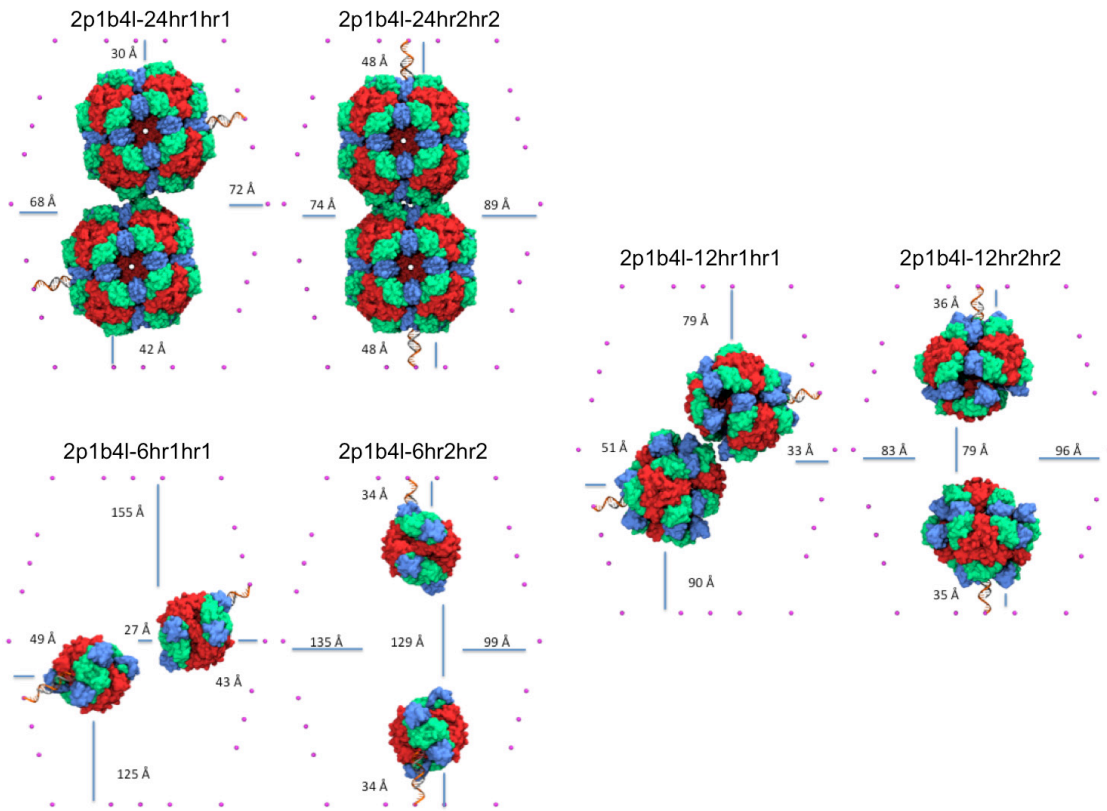 2p1b4l-24hr1hr1
2p1b4l-24hr2hr2
30 Å
48 Å
68 Å
72 Å
74 Å
89 Å
42 Å
48 Å
2p1b4l-12hr1hr1
2p1b4l-12hr2hr2
79 Å
36 Å
51 Å
33 Å
83 Å
79 Å
96 Å
90 Å
35 Å
2p1b4l-6hr1hr1
2p1b4l-6hr2hr2
155 Å
34 Å
49 Å
27 Å
43 Å
135 Å
129 Å
99 Å
125 Å
34 Å